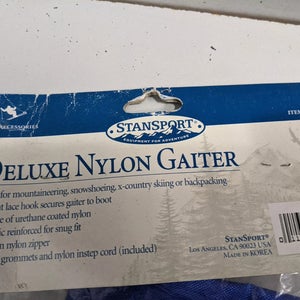 ACCESSORIES
STANSPORT®
EQUIPMENT FOR ADVENTURE
ITEM
DELUXE NYLON GAITER
for mountaineering, snowshoeing, x-country skiing or backpacking
t lace hook secures gaiter to boot
e of urethane coated nylon
ic reinforced for snug fit
n nylon zipper
grommets and nylon instep cord (included)
STANSPORT®
LOS ANGELES, CA 90023 USA
MADE IN KOREA